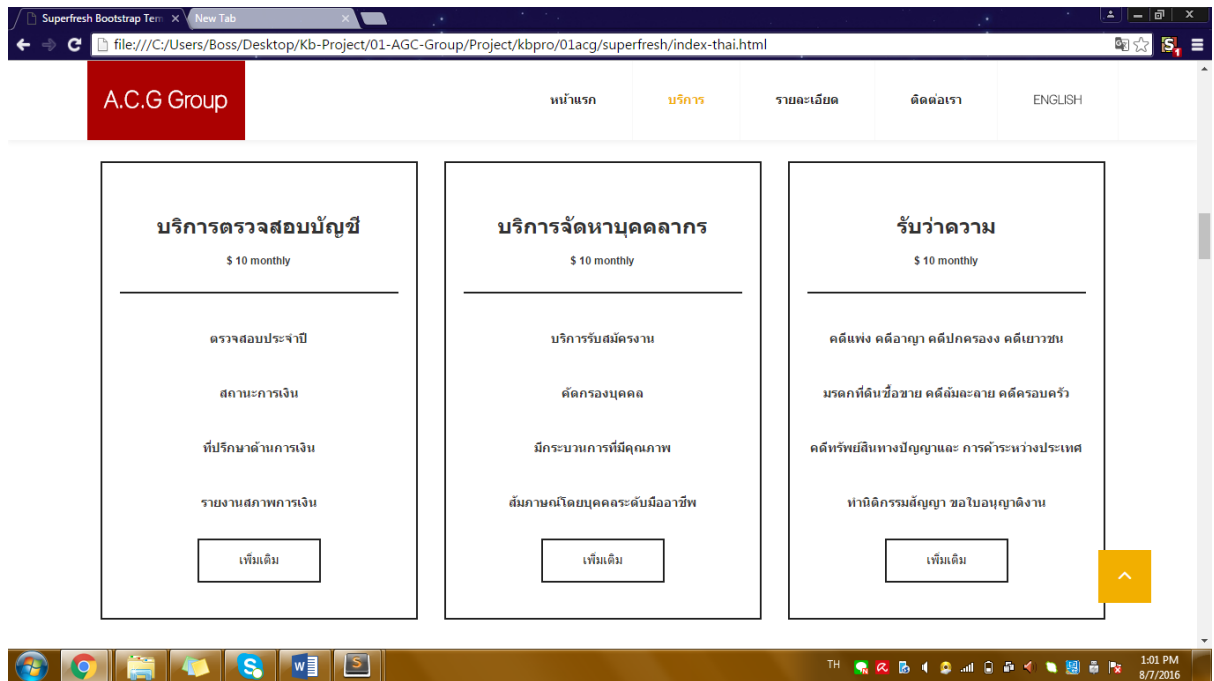 Superfresh Bootstrap Tem
New Tab
file:///C:/Users/Boss/Desktop/Kb-Project/01-AGC-Group/Project/kbpro/01acg/superfresh/index-thai.html
A.C.G Group
หน้าแรก
บริการ
รายละเอียด
ติดต่อเรา
ENGLISH
บริการตรวจสอบบัญชี
$ 10 monthly
ตรวจสอบประจำปี
สถานะการเงิน
ที่ปรึกษาด้านการเงิน
รายงานสภาพการเงิน
เพิ่มเติม
บริการจัดหาบุคคลากร
$ 10 monthly
บริการรับสมัครงาน
คัดกรองบุคคล
มีกระบวนการที่มีคุณภาพ
สัมภาษณ์โดยบุคคลระดับมืออาชีพ
เพิ่มเติม
รับว่าความ
$ 10 monthly
คดีแพ่ง คดีอาญา คดีปกครองง คดีเยาวชน
มรดกที่ดินซื้อขาย คดีล้มละลาย คดีครอบครัว
คดีทรัพย์สินทางปัญญาและ การค้าระหว่างประเทศ
ทำนิติกรรมสัญญา ขอใบอนุญาติงาน
เพิ่มเติม
TH
1:01 PM
8/7/2016